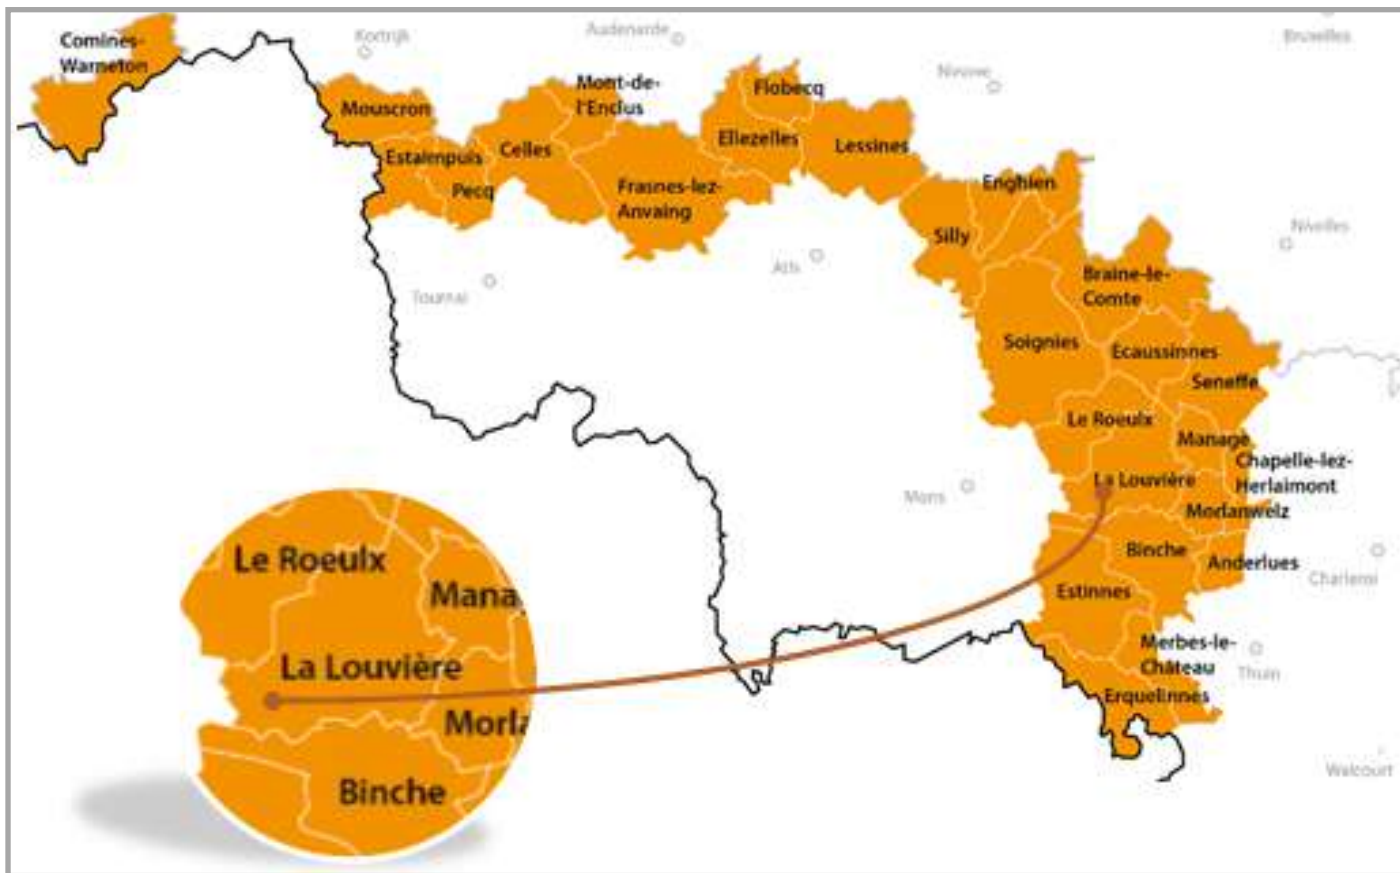 Comines-
Warneton
Kortrijk
Audenarde
Bruxelles
Mouscron
Mont-de-
l'Enclus
Flobecq
Ninove
Estaimpuis
Celles
Ellezelles
Lessines
Pecq
Frasnes-lez-
Anvaing
Enghien
Silly
Nivelles
Tournai
Ath
Braine-le-
Comte
Soignies
Ecaussinnes
Seneffe
Le Roeulx
Manage
Chapelle-lez-
Herlaimont
La Louvière
Mons
Morlanwelz
Binche
Anderlues
Charleroi
Estinnes
Merbes-le-
Château
Thuin
Erquelinnes
Walcourt
Le Roeulx
Mana
La Louvière
Morla
Binche